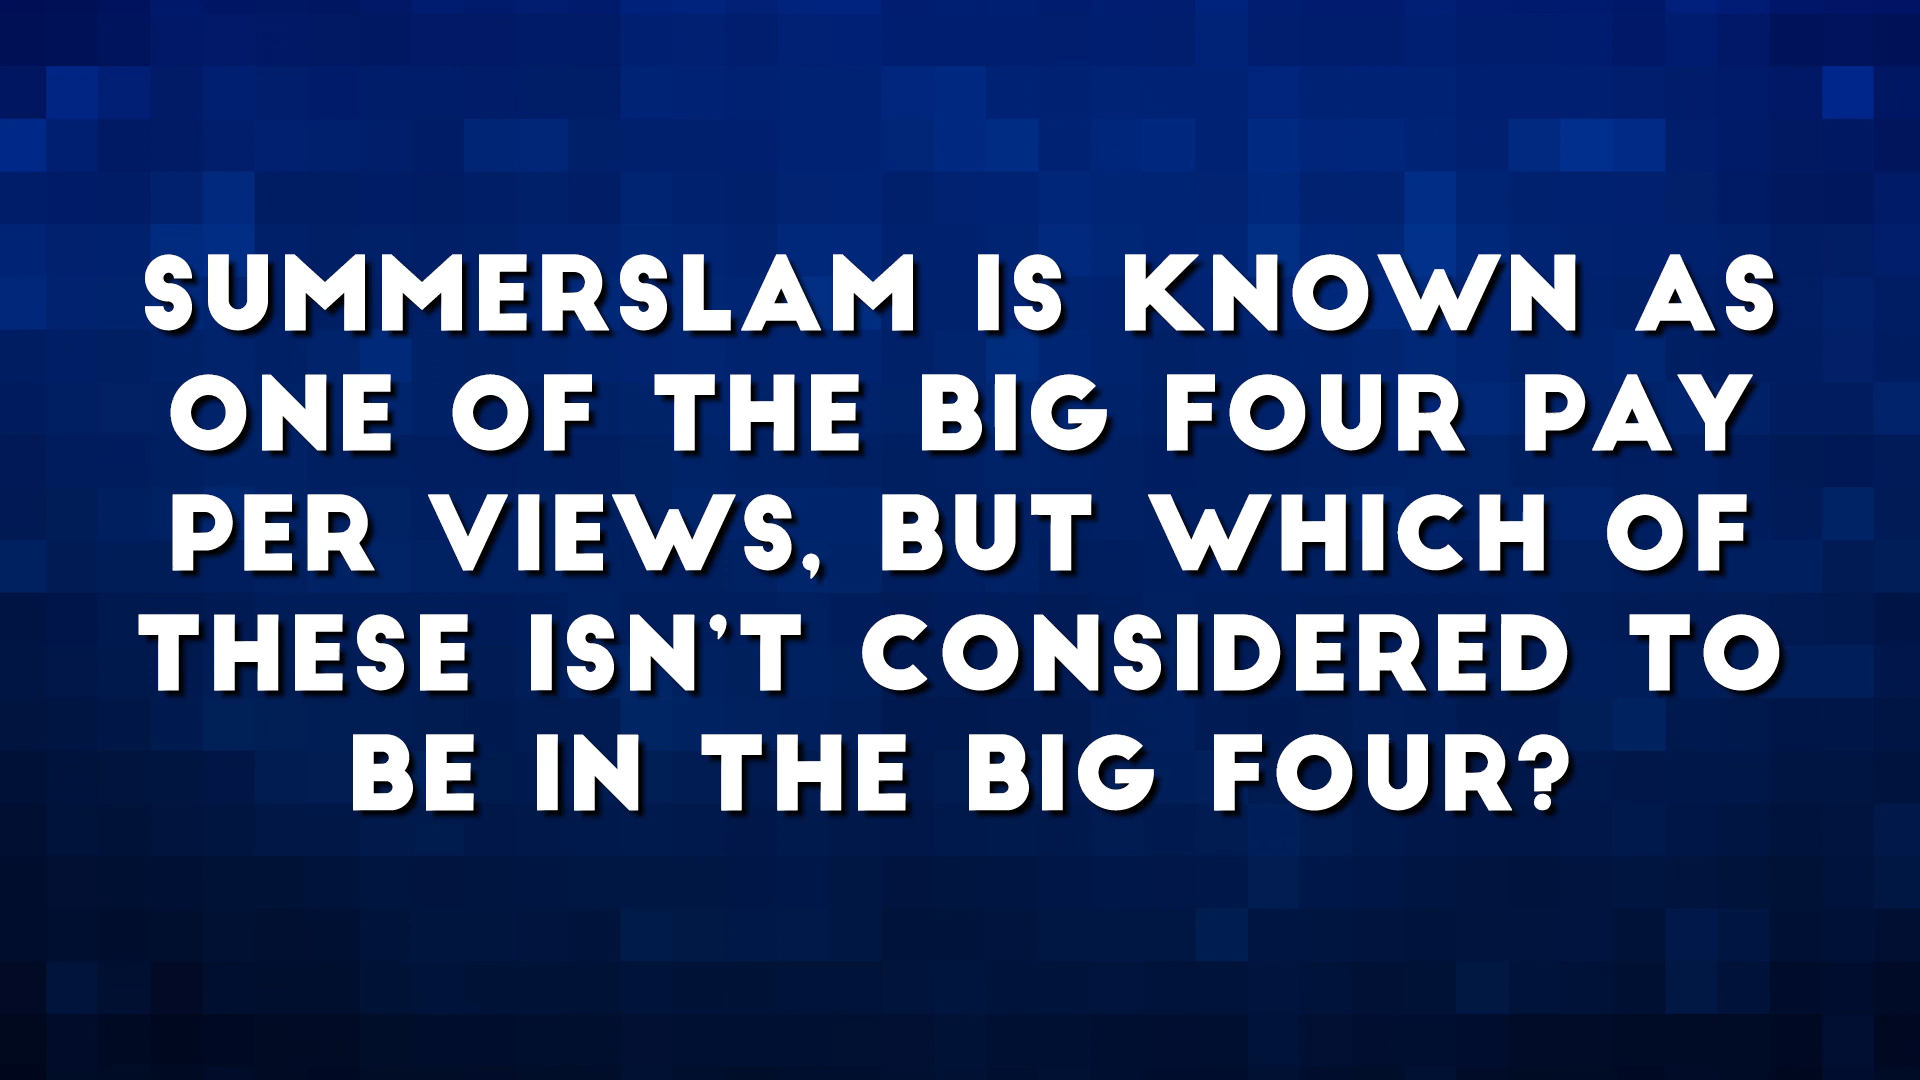 SUMMERSLAM IS KNOWN AS
ONE OF THE BIG FOUR PAY
PER VIEWS, BUT WHICH OF
THESE ISN'T CONSIDERED TO
BE IN THE BIG FOUR?